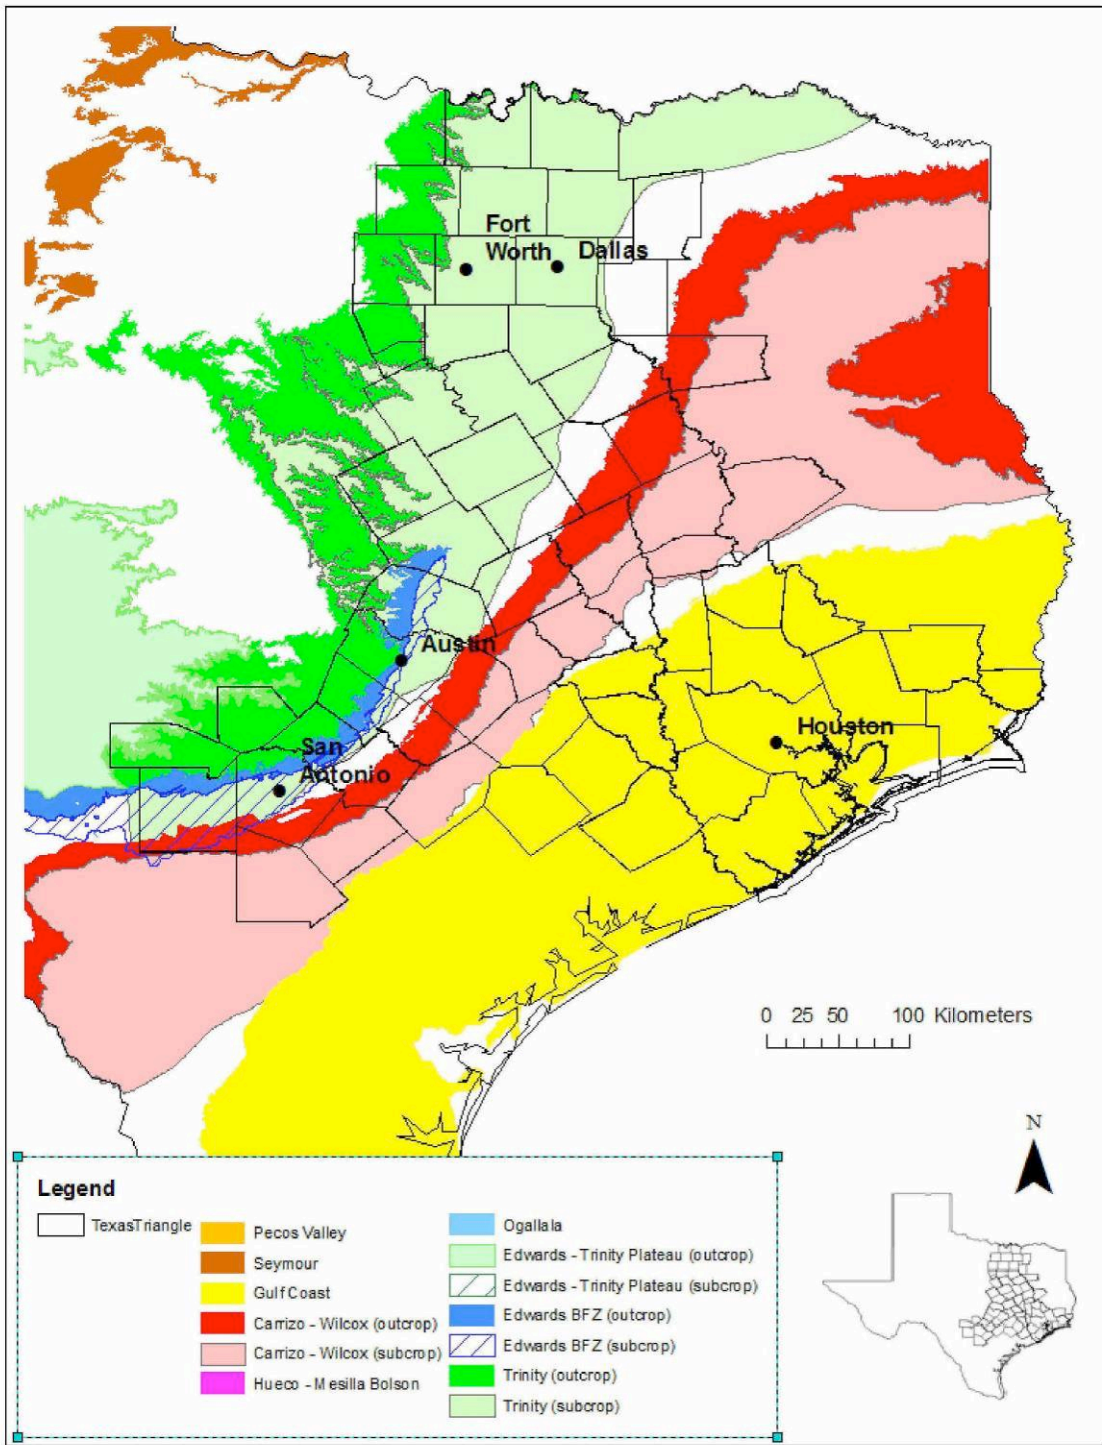 Fort
Worth
Dallas
Austin
San
Antonio
Houston
0 25 50 100 Kilometers
N
Legend
TexasTriangle
Pecos Valley
Seymour
Gulf Coast
Carrizo - Wilcox (outcrop)
Carrizo - Wilcox (subcrop)
Hueco - Mesilla Bolson
Ogallala
Edwards - Trinity Plateau (outcrop)
Edwards - Trinity Plateau (subcrop)
Edwards BFZ (outcrop)
Edwards BFZ (subcrop)
Trinity (outcrop)
Trinity (subcrop)